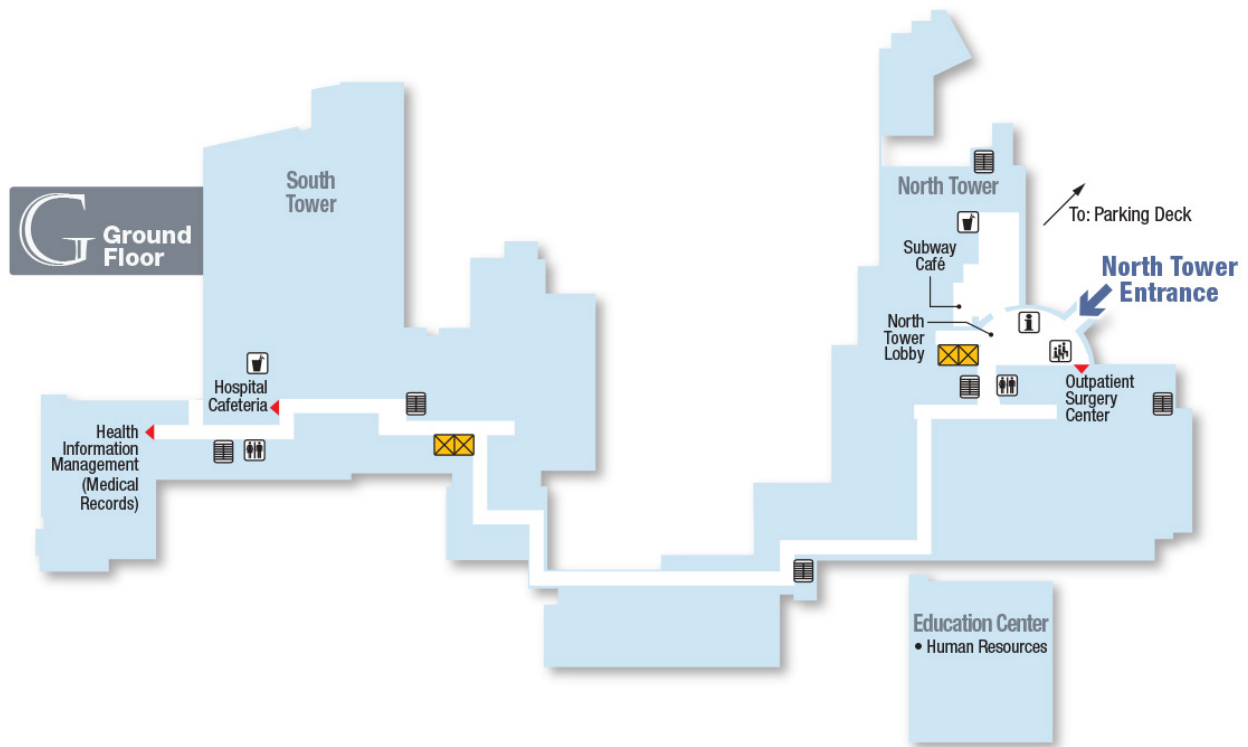 G
Ground
Floor
South
Tower
North Tower
To: Parking Deck
Subway
Café
North Tower
Entrance
North
Tower
Lobby
Hospital
Cafeteria
Outpatient
Surgery
Center
Health
Information
Management
(Medical
Records)
Education Center
• Human Resources